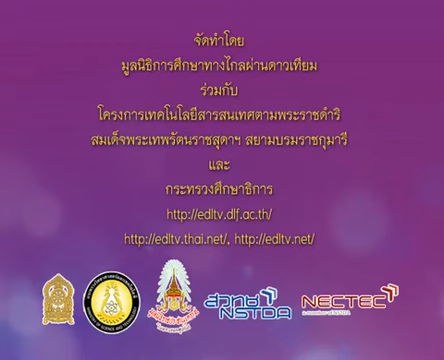 จัดทำโดย
มูลนิธิการศึกษาทางไกลผ่านดาวเทียม
ร่วมกับ
โครงการเทคโนโลยีสารสนเทศตามพระราชดำริ
สมเด็จพระเทพรัตนราชสุดาฯ สยามบรมราชกุมารี
และ
กระทรวงศึกษาธิการ
http://edltv.dlf.ac.th/
http://edltv.thai.net/, http://edltv.net/
สวทช
NSTDA
NECTEC
a member of NSTDA